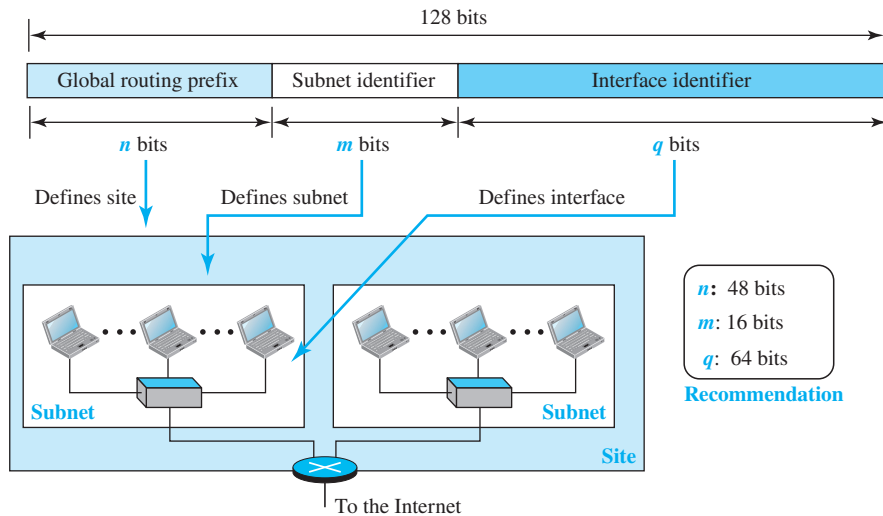 128 bits
Global routing prefix
Subnet identifier
Interface identifier
n bits
m bits
q bits
Defines site
Defines subnet
Defines interface
Subnet
Subnet
Site
To the Internet
n: 48 bits
m: 16 bits
q: 64 bits
Recommendation